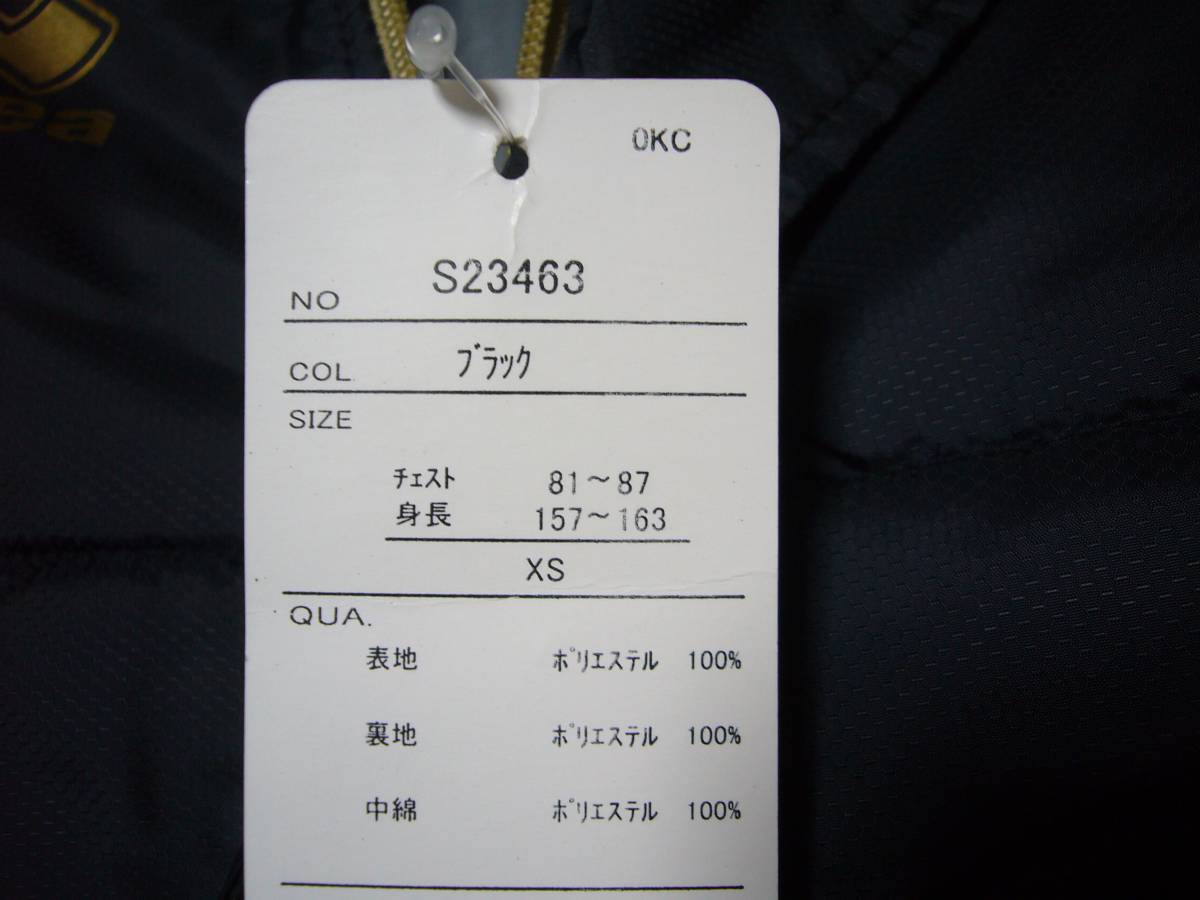 ea
OKC
NO S23463
COL ﾌﾞﾗｯｸ
SIZE
ﾁｪｽﾄ 81～87
身長 157～163
XS
QUA.
表地 ﾎﾟﾘｴｽﾃﾙ 100%
裏地 ﾎﾟﾘｴｽﾃﾙ 100%
中綿 ﾎﾟﾘｴｽﾃﾙ 100%